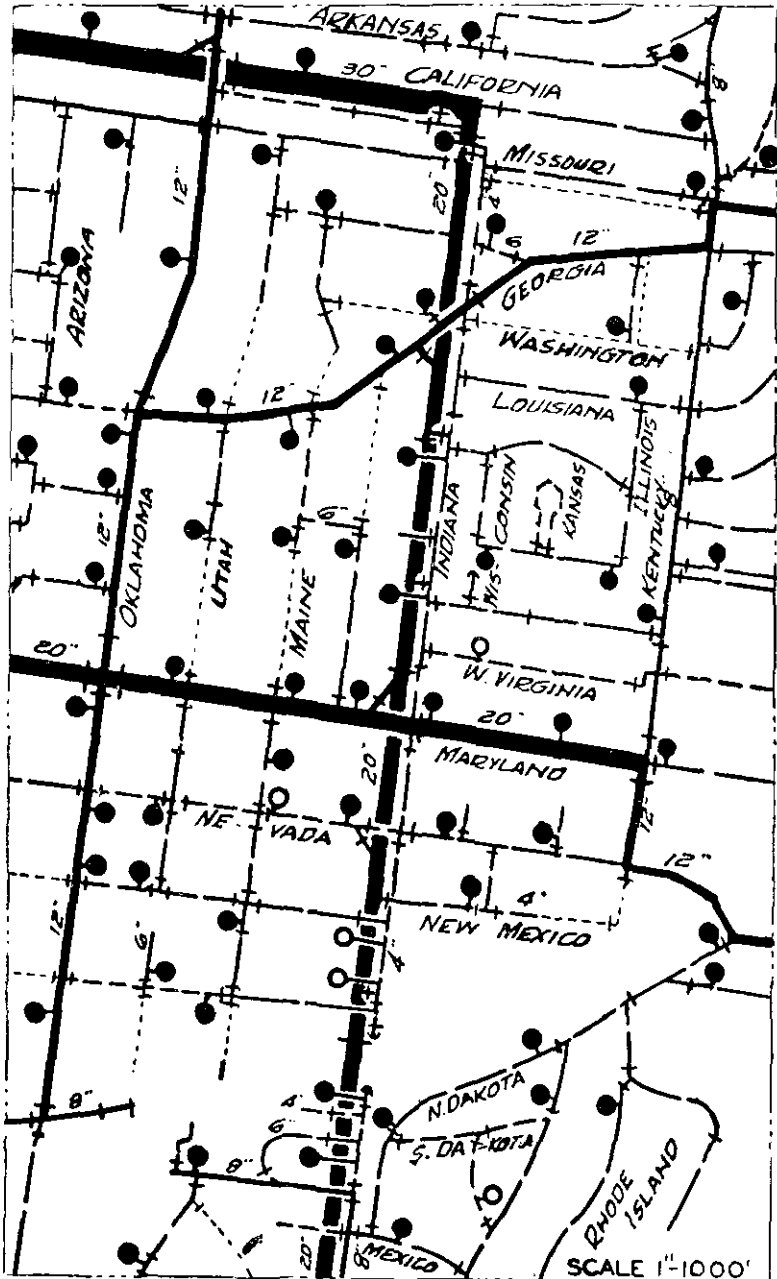 ARKANSAS
30" CALIFORNIA
8"
MISSOURI
12"
20"
4"
6
12"
GEORGIA
ARIZONA
WASHINGTON
12"
LOUISIANA
ILLINOIS
CONSIN
KANSAS
INDIANA
6"
12"
OKLAHOMA
UTAH
MAINE
WIS-
KENTUCKY
20"
W. VIRGINIA
20"
MARYLAND
20"
12"
NE-VADA
12"
4"
NEW MEXICO
12"
6"
4"
8"
N. DAKOTA
4"
6"
S. DAKOTA
8"
RHODE
ISLAND
20"
8"
MEXICO
SCALE 1"-1000'